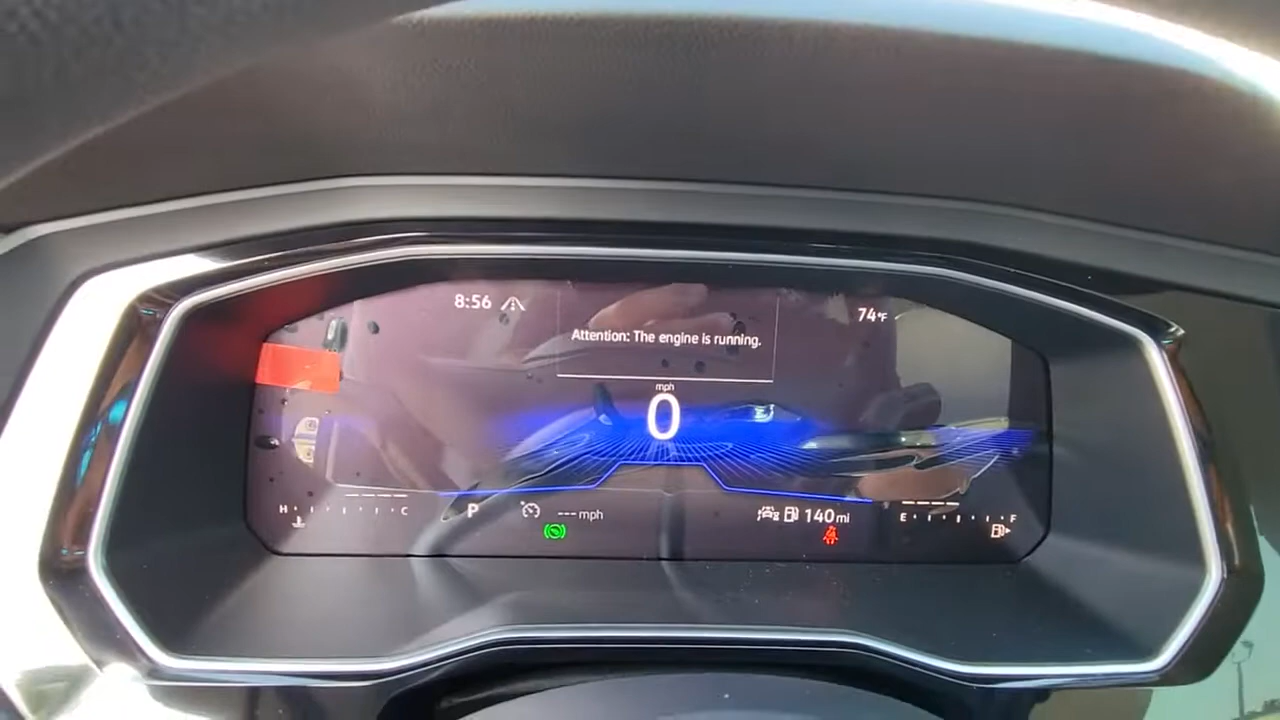 8:56
74°F
Attention: The engine is running.
mph
0
H C
P
--- mph
140 mi
E F